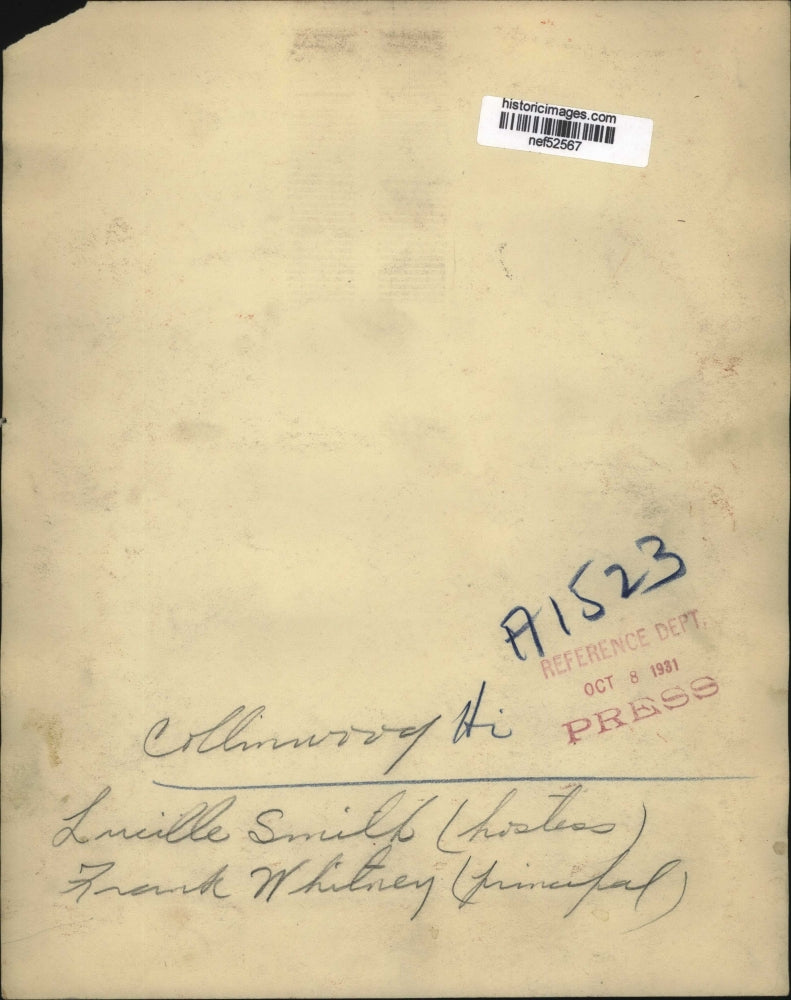 historicimages.com
nef52567
A1523
REFERENCE DEPT.
OCT 8 1931
PRESS
Collinwood Hi
Lucille Smith (hostess)
Frank Whitney (principal)